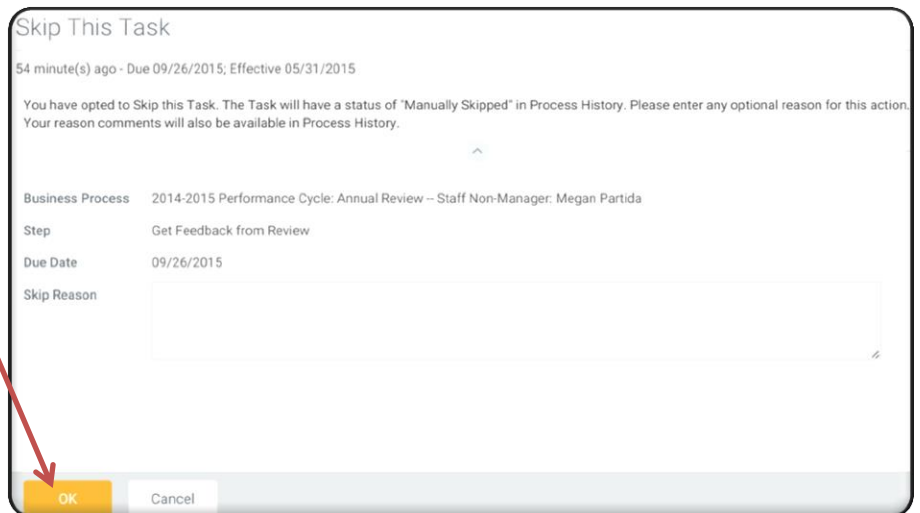 Skip This Task
54 minute(s) ago - Due 09/26/2015; Effective 05/31/2015
You have opted to Skip this Task. The Task will have a status of "Manually Skipped" in Process History. Please enter any optional reason for this action.
Your reason comments will also be available in Process History.
Business Process 2014-2015 Performance Cycle: Annual Review -- Staff Non-Manager: Megan Partida
Step Get Feedback from Review
Due Date 09/26/2015
Skip Reason
OK Cancel